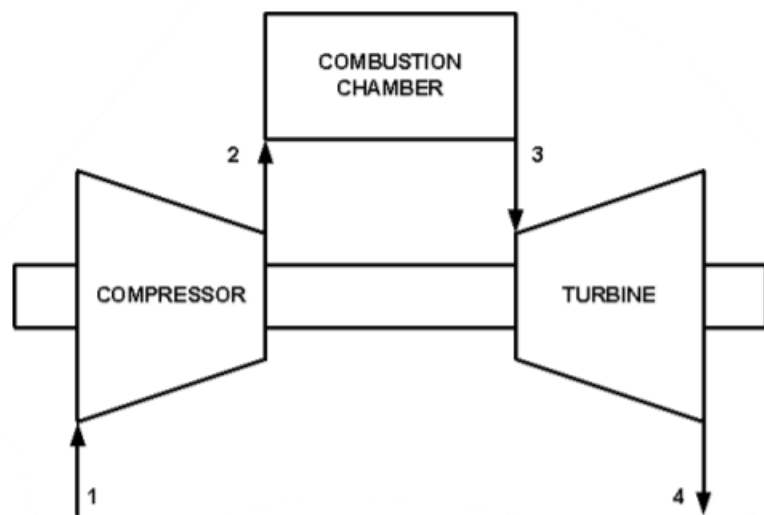 COMBUSTION
CHAMBER
2
3
COMPRESSOR
TURBINE
1
4